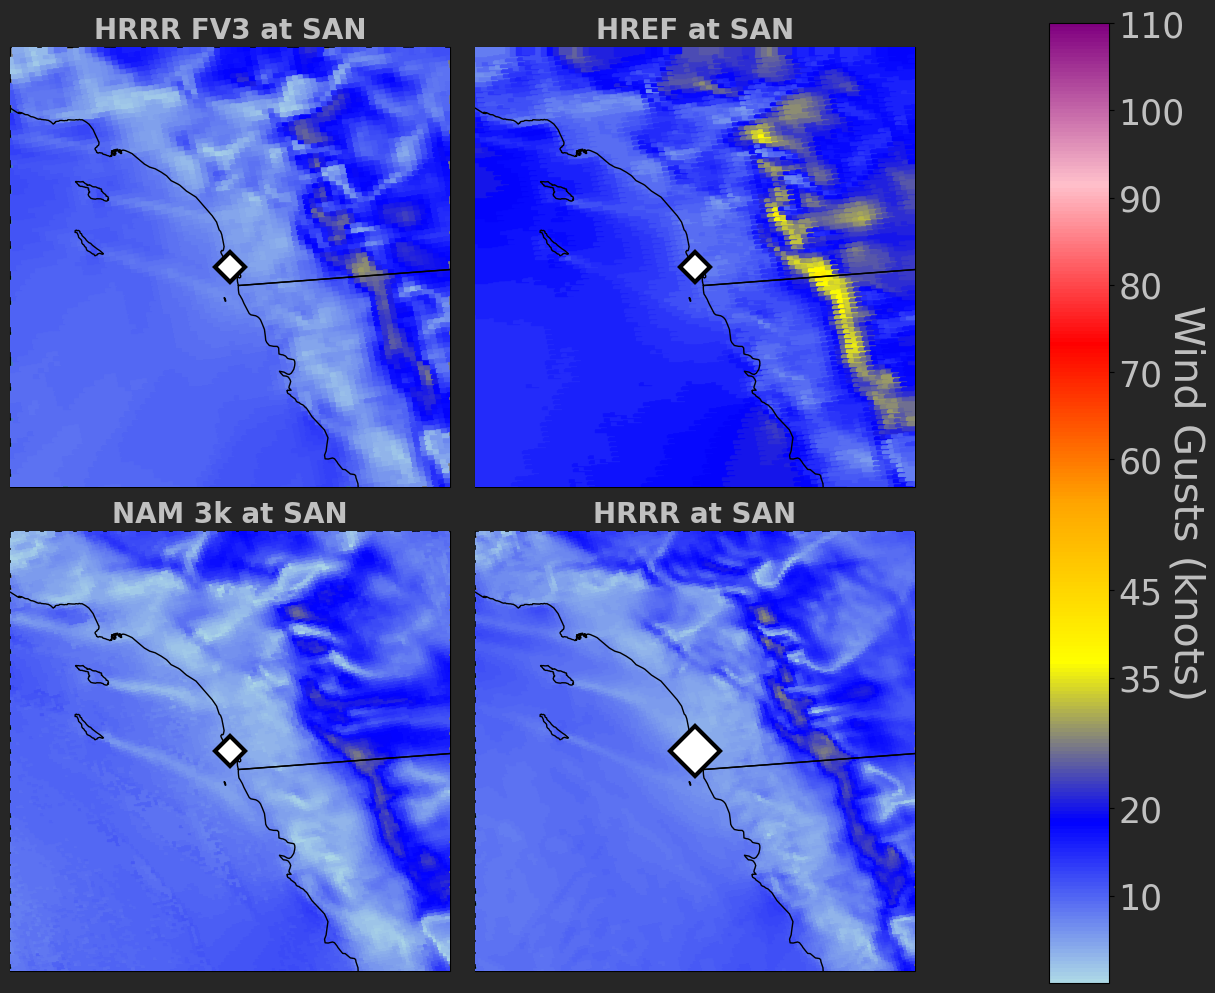 HRRR FV3 at SAN
HREF at SAN
NAM 3k at SAN
HRRR at SAN
110
100
90
80
70
60
45
35
20
10
Wind Gusts (knots)